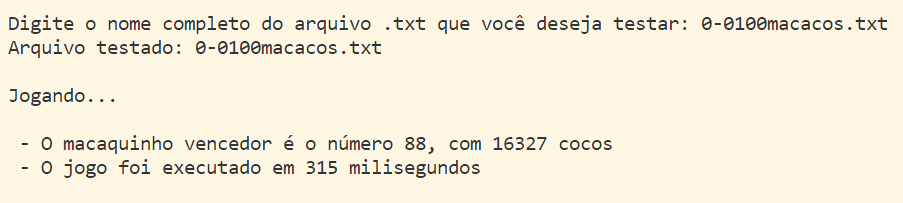 Digite o nome completo do arquivo .txt que você deseja testar: 0-0100macacos.txt
Arquivo testado: 0-0100macacos.txt
Jogando...
- O macaquinho vencedor é o número 88, com 16327 cocos
- O jogo foi executado em 315 milisegundos